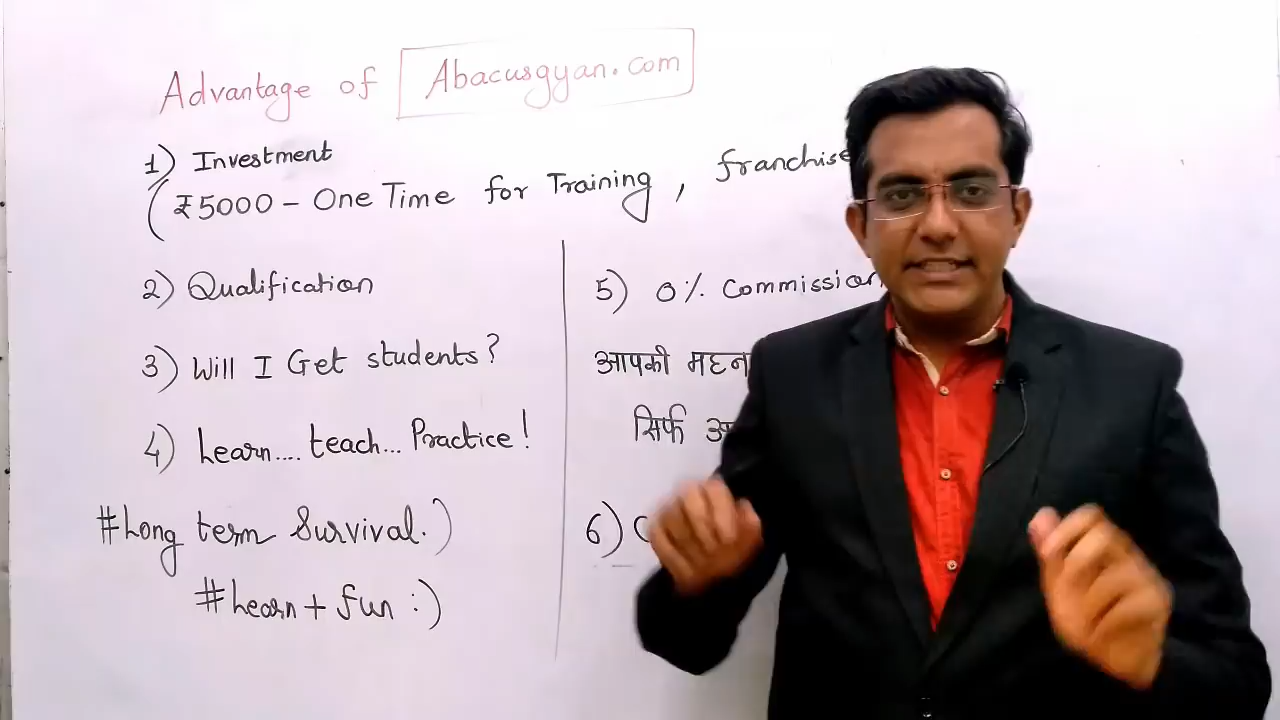 Advantage of Abacusgyan.com
1) Investment
(₹5000 - One Time for Training, franchise
2) Qualification
3) Will I Get students?
4) Learn.... teach... Practice!
#Long term Survival.)
#Learn + fun :)
5) 0% Commission
आपकी महन
सिर्फ
6)